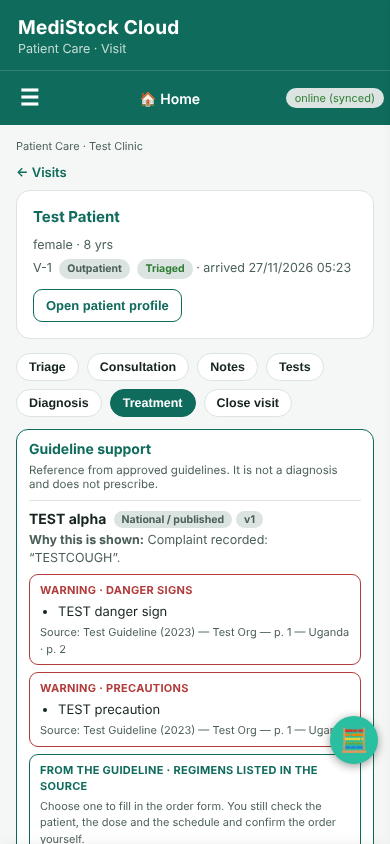 MediStock Cloud
Patient Care · Visit
☰ 🏠 Home online (synced)
Patient Care · Test Clinic
← Visits
Test Patient
female · 8 yrs
V-1 Outpatient Triaged · arrived 27/11/2026 05:23
Open patient profile
Triage Consultation Notes Tests
Diagnosis Treatment Close visit
Guideline support
Reference from approved guidelines. It is not a diagnosis
and does not prescribe.
TEST alpha National / published v1
Why this is shown: Complaint recorded:
“TESTCOUGH”.
WARNING · DANGER SIGNS
• TEST danger sign
Source: Test Guideline (2023) — Test Org — p. 1 — Uganda
· p. 2
WARNING · PRECAUTIONS
• TEST precaution
Source: Test Guideline (2023) — Test Org — p. 1 —
FROM THE GUIDELINE · REGIMENS LISTED IN THE
SOURCE
Choose one to fill in the order form. You still check the
patient, the dose and the schedule and confirm the order
yourself.